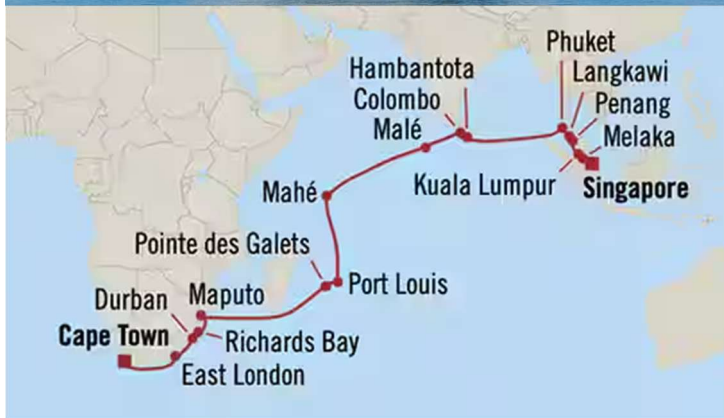 Phuket
Hambantota
Langkawi
Colombo
Penang
Malé
Melaka
Kuala Lumpur
Singapore
Mahé
Pointe des Galets
Port Louis
Durban
Maputo
Cape Town
Richards Bay
East London